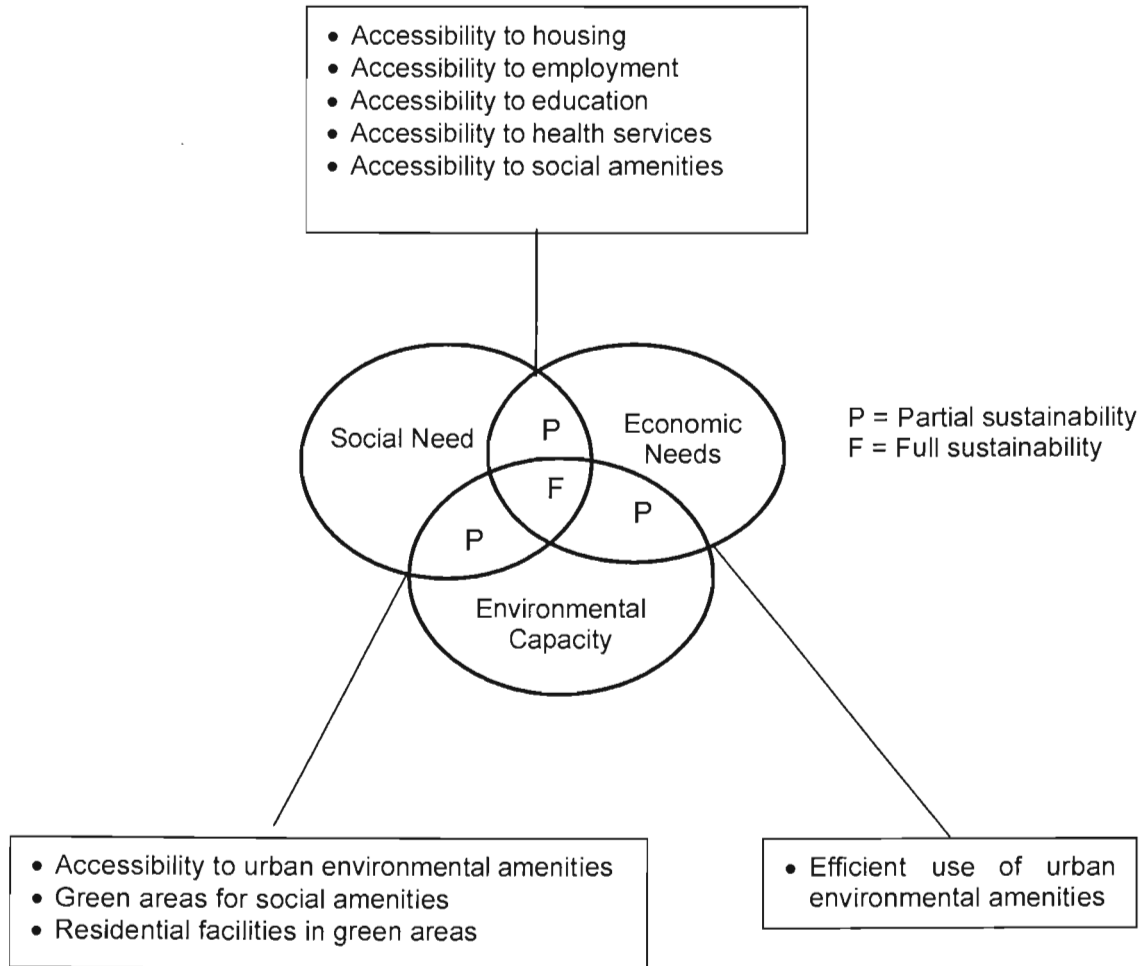 • Accessibility to housing
• Accessibility to employment
• Accessibility to education
• Accessibility to health services
• Accessibility to social amenities
Social Need
P
Economic
Needs
P = Partial sustainability
F = Full sustainability
F
P
P
Environmental
Capacity
• Accessibility to urban environmental amenities
• Green areas for social amenities
• Residential facilities in green areas
• Efficient use of urban
environmental amenities